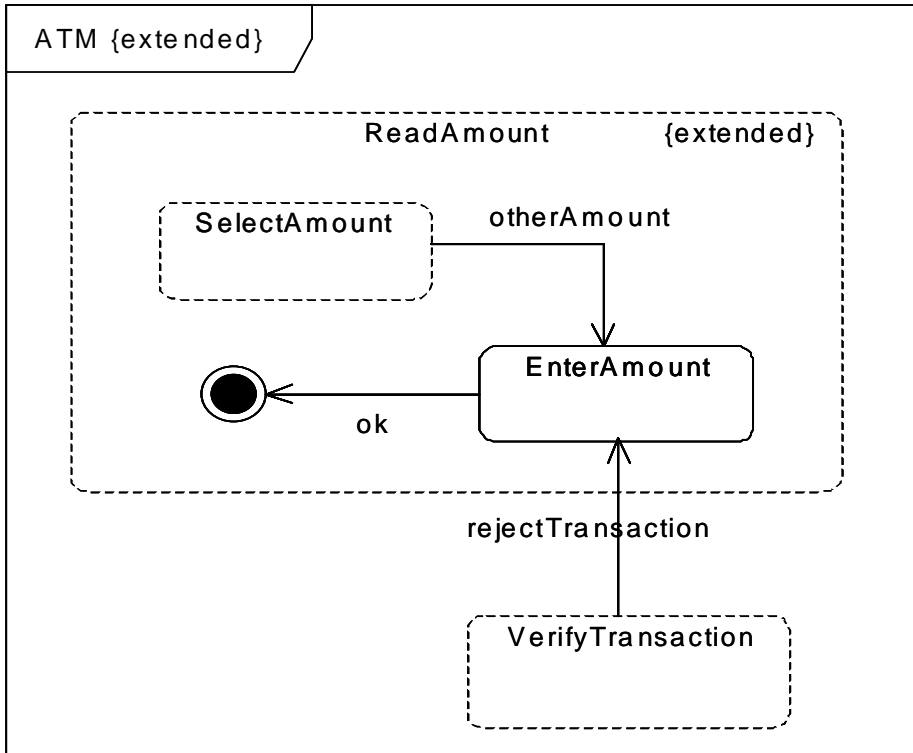 ATM {extended}
ReadAmount {extended}
SelectAmount
otherAmount
EnterAmount
ok
rejectTransaction
VerifyTransaction